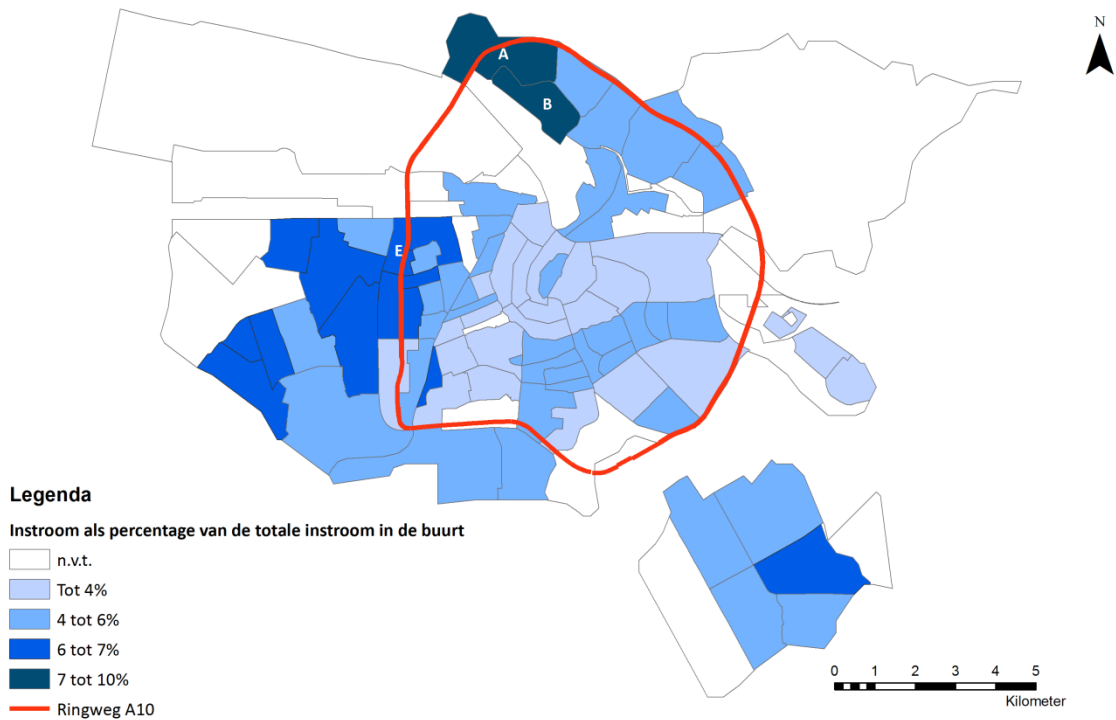 N
A
B
E
Legenda
Instroom als percentage van de totale instroom in de buurt
n.v.t.
Tot 4%
4 tot 6%
6 tot 7%
7 tot 10%
Ringweg A10
0 1 2 3 4 5
Kilometer